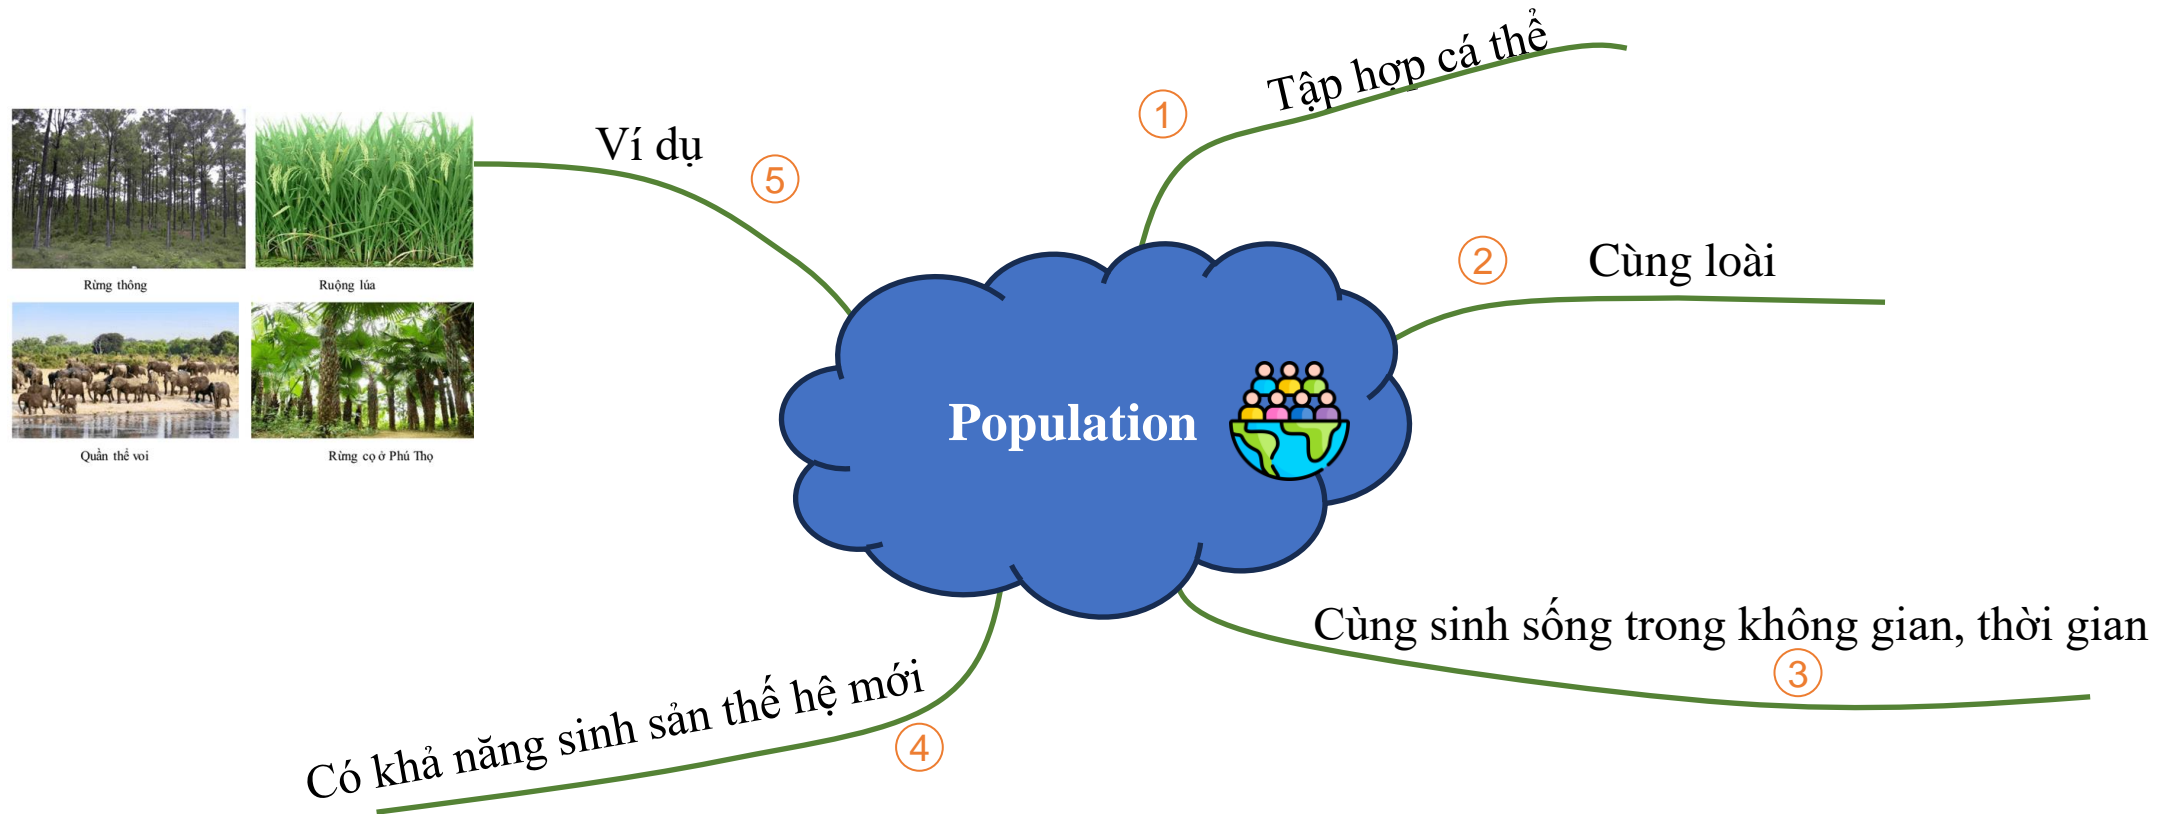 Population
1
Tập hợp cá thể
2
Cùng loài
Cùng sinh sống trong không gian, thời gian
3
Có khả năng sinh sản thế hệ mới
4
Ví dụ
5
Rừng thông
Ruộng lúa
Quần thể voi
Rừng cọ ở Phú Thọ